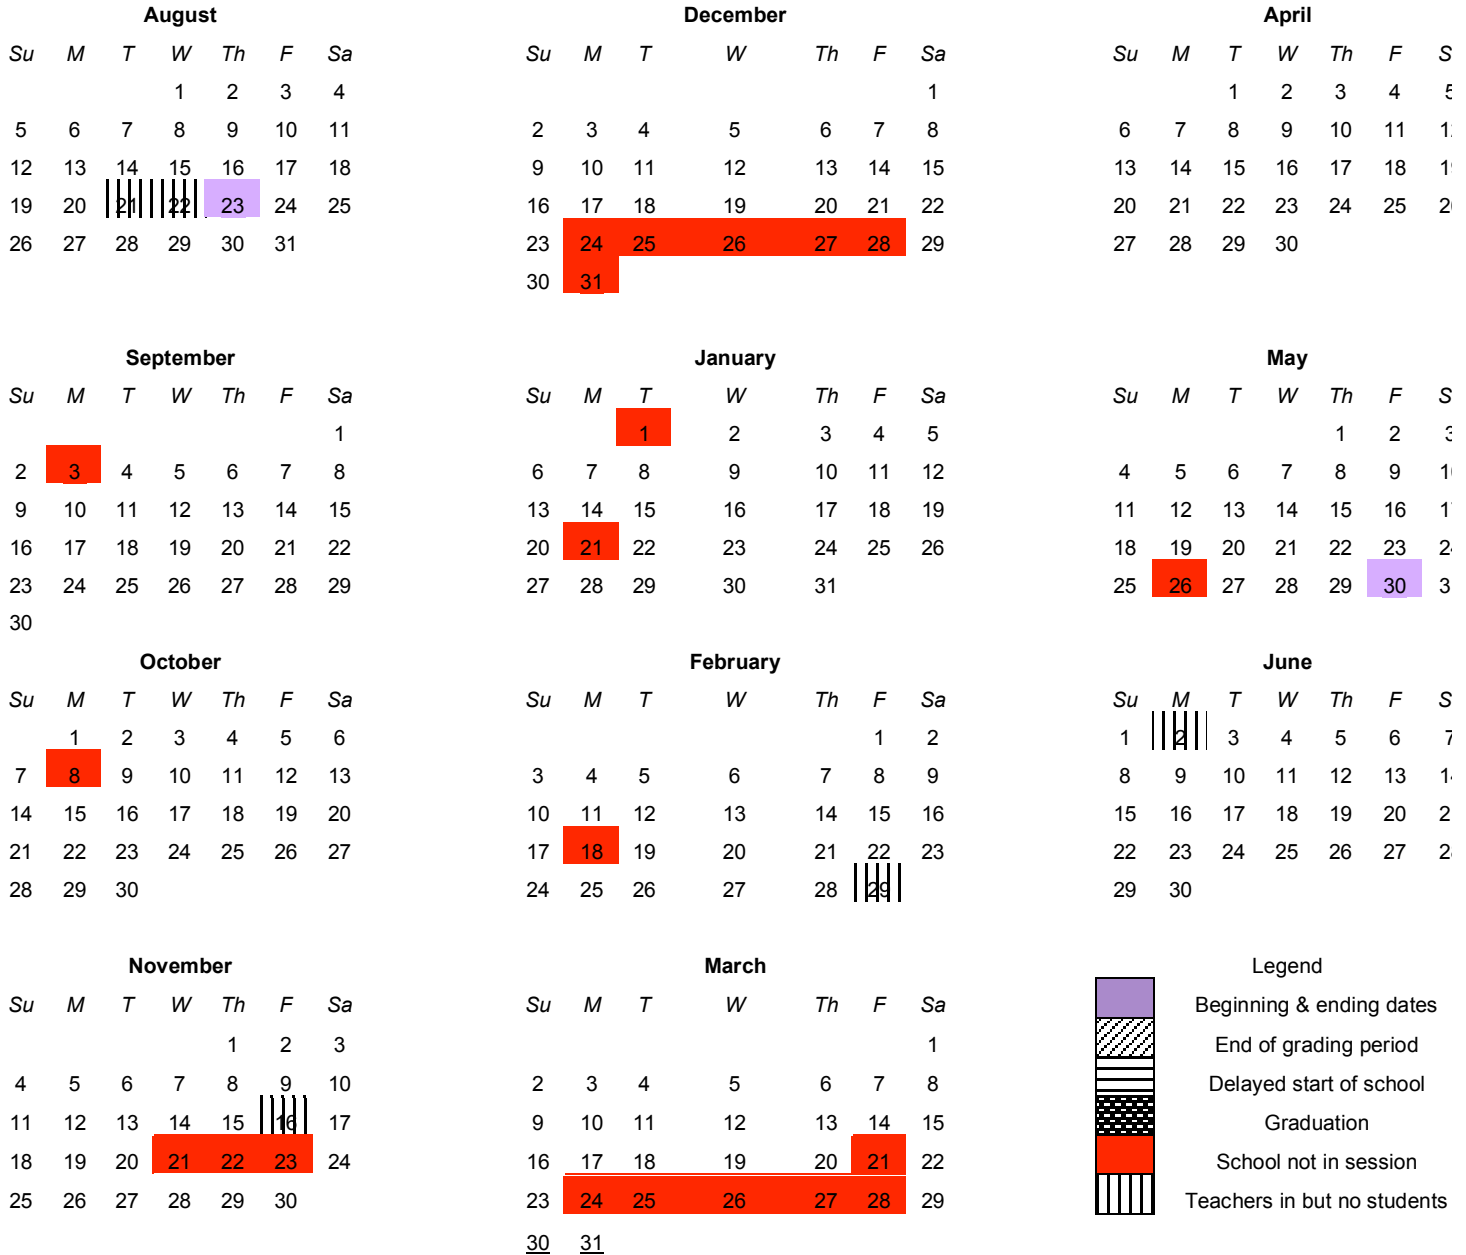 August
Su M T W Th F Sa
1 2 3 4
5 6 7 8 9 10 11
12 13 14 15 16 17 18
19 20 21 22 23 24 25
26 27 28 29 30 31
September
Su M T W Th F Sa
1
2 3 4 5 6 7 8
9 10 11 12 13 14 15
16 17 18 19 20 21 22
23 24 25 26 27 28 29
30
October
Su M T W Th F Sa
1 2 3 4 5 6
7 8 9 10 11 12 13
14 15 16 17 18 19 20
21 22 23 24 25 26 27
28 29 30
November
Su M T W Th F Sa
1 2 3
4 5 6 7 8 9 10
11 12 13 14 15 16 17
18 19 20 21 22 23 24
25 26 27 28 29 30
December
Su M T W Th F Sa
1
2 3 4 5 6 7 8
9 10 11 12 13 14 15
16 17 18 19 20 21 22
23 24 25 26 27 28 29
30 31
January
Su M T W Th F Sa
1 2 3 4 5
6 7 8 9 10 11 12
13 14 15 16 17 18 19
20 21 22 23 24 25 26
27 28 29 30 31
February
Su M T W Th F Sa
1 2
3 4 5 6 7 8 9
10 11 12 13 14 15 16
17 18 19 20 21 22 23
24 25 26 27 28 29
March
Su M T W Th F Sa
1
2 3 4 5 6 7 8
9 10 11 12 13 14 15
16 17 18 19 20 21 22
23 24 25 26 27 28 29
30 31
April
Su M T W Th F S
1 2 3 4 5
6 7 8 9 10 11
13 14 15 16 17 18
20 21 22 23 24 25
27 28 29 30
May
Su M T W Th F S
1 2 3
4 5 6 7 8 9
11 12 13 14 15 16
18 19 20 21 22 23
25 26 27 28 29 30 3
June
Su M T W Th F S
1 2 3 4 5 6 7
8 9 10 11 12 13
15 16 17 18 19 20 2
22 23 24 25 26 27
29 30
Legend
Beginning & ending dates
End of grading period
Delayed start of school
Graduation
School not in session
Teachers in but no students